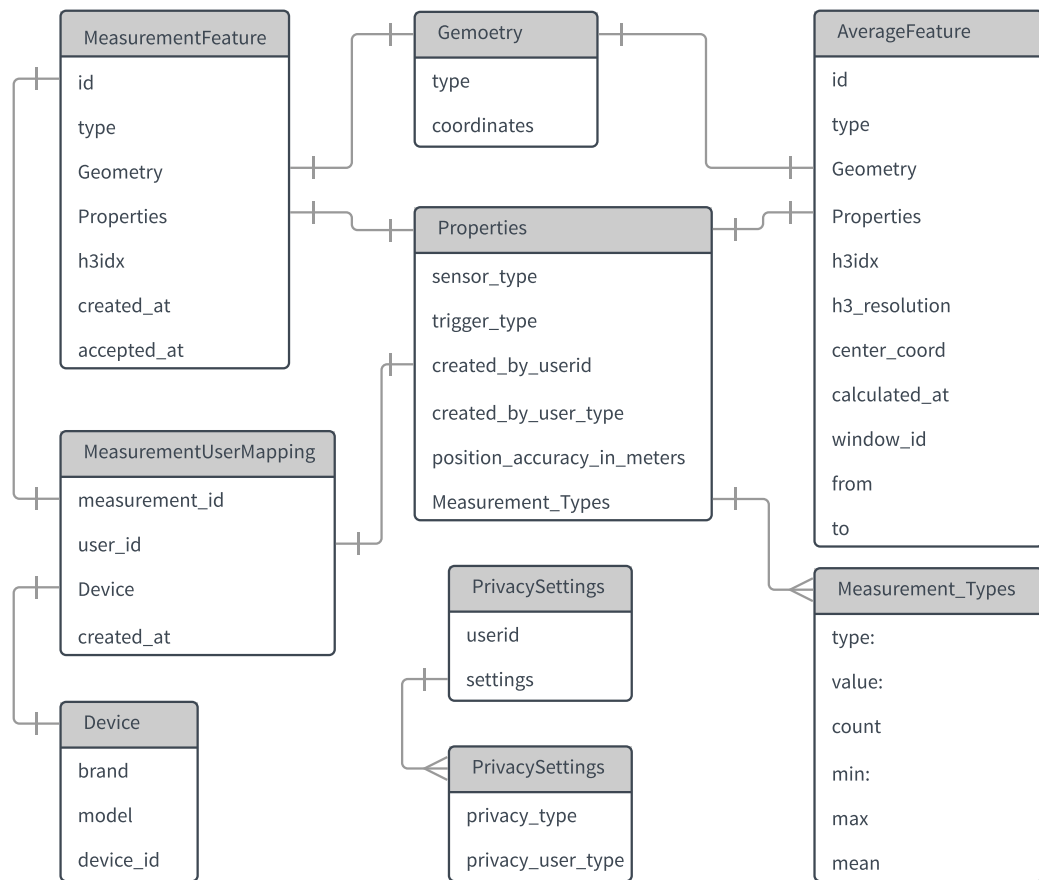 MeasurementFeature
id
type
Geometry
Properties
h3idx
created_at
accepted_at
Gemoetry
type
coordinates
AverageFeature
id
type
Geometry
Properties
h3idx
h3_resolution
center_coord
calculated_at
window_id
from
to
Properties
sensor_type
trigger_type
created_by_userid
created_by_user_type
position_accuracy_in_meters
Measurement_Types
MeasurementUserMapping
measurement_id
user_id
Device
created_at
PrivacySettings
userid
settings
Measurement_Types
type:
value:
count
min:
max
mean
Device
brand
model
device_id
PrivacySettings
privacy_type
privacy_user_type